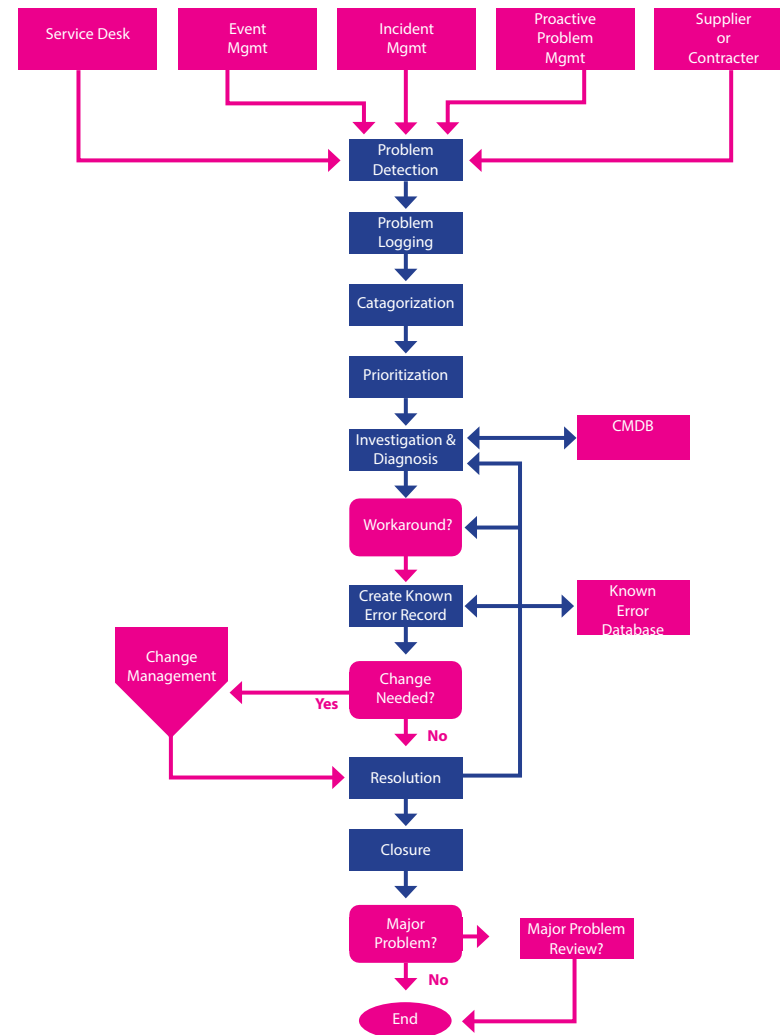 Service Desk
Event
Mgmt
Incident
Mgmt
Proactive
Problem
Mgmt
Supplier
or
Contracter
Problem
Detection
Problem
Logging
Catagorization
Prioritization
Investigation &
Diagnosis
CMDB
Workaround?
Create Known
Error Record
Known
Error
Database
Change
Management
Change
Needed?
Yes
No
Resolution
Closure
Major
Problem?
Major Problem
Review?
No
End